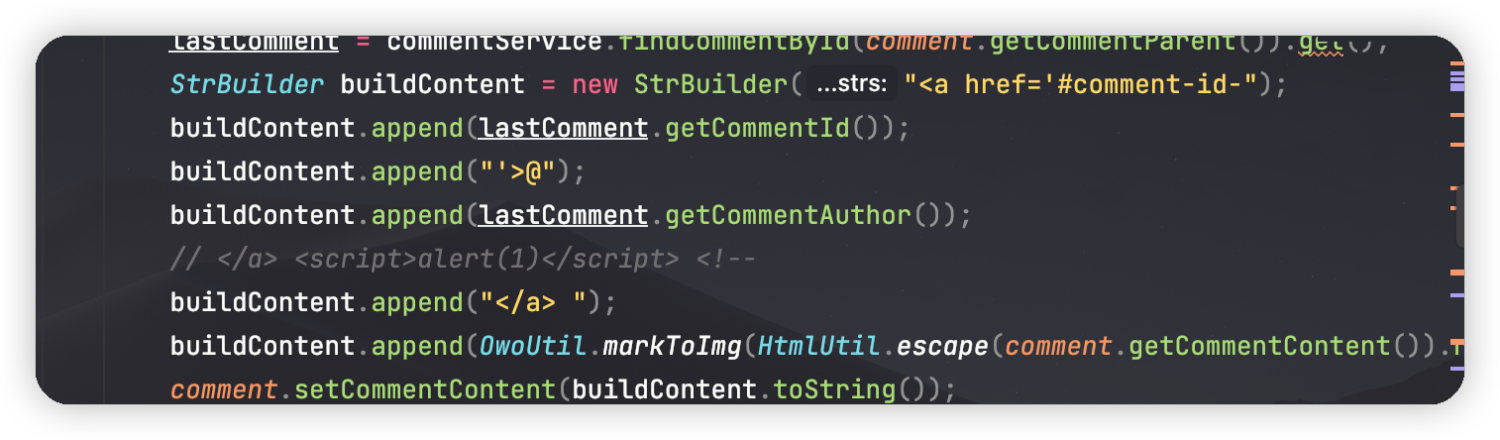 lastComment = commentService.findCommentById(comment.getCommentParent()).get();
StrBuilder buildContent = new StrBuilder( ...strs: "<a href='#comment-id-");
buildContent.append(lastComment.getCommentId());
buildContent.append("'>@");
buildContent.append(lastComment.getCommentAuthor());
// </a> <script>alert(1)</script> <!--
buildContent.append("</a> ");
buildContent.append(OwoUtil.markToImg(HtmlUtil.escape(comment.getCommentContent()).
comment.setCommentContent(buildContent.toString());